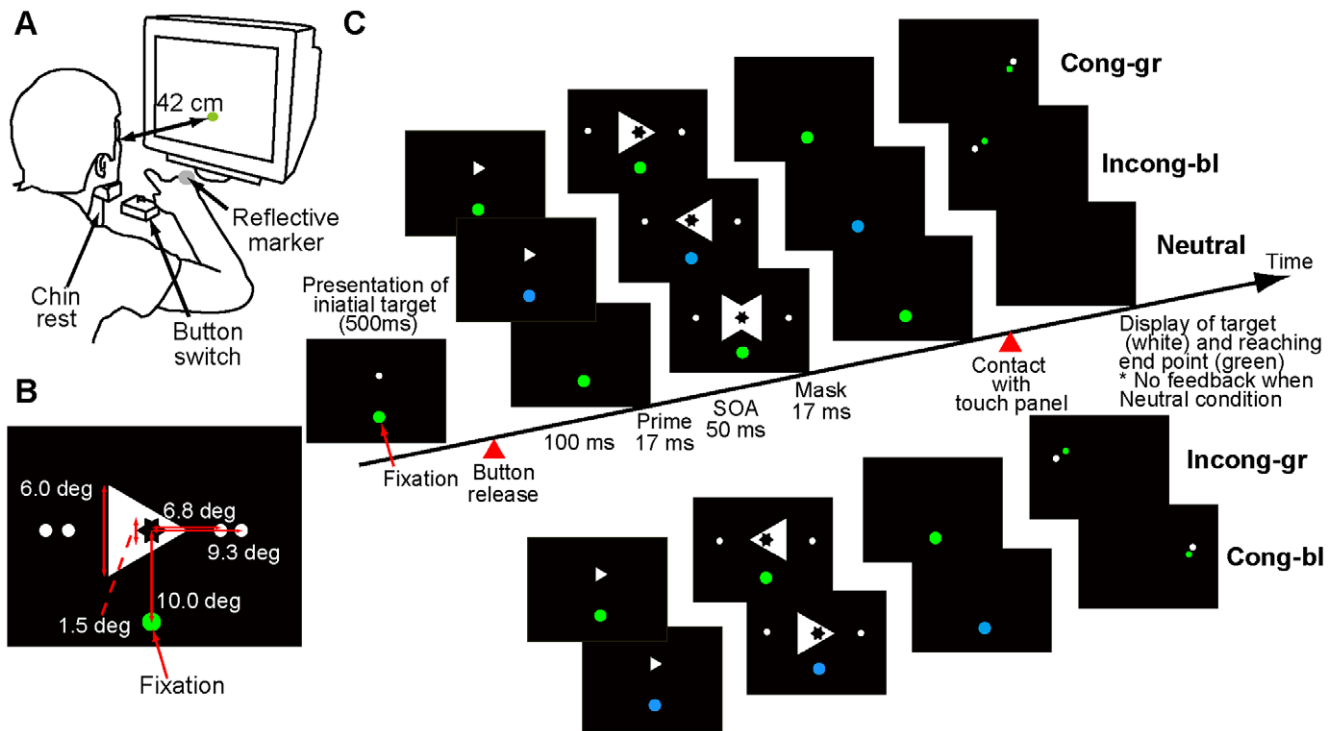 A
42 cm
Reflective
marker
Chin
rest
Button
switch
B
6.0 deg
6.8 deg
9.3 deg
10.0 deg
1.5 deg
Fixation
C
Cong-gr
Incong-bl
Neutral
Time
Presentation of
iniatial target
(500ms)
Fixation
Button
release
100 ms
Prime
17 ms
SOA
50 ms
Mask
17 ms
Contact
with
touch panel
Display of target
(white) and reaching
end point (green)
* No feedback when
Neutral condition
Incong-gr
Cong-bl